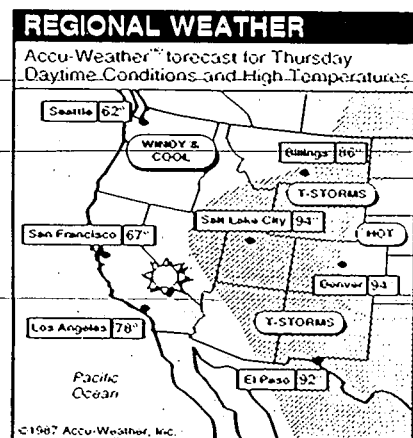 REGIONAL WEATHER
Accu-Weather™ forecast for Thursday
Daytime Conditions and High Temperatures
Seattle 62°
WINDY &
COOL
Billings 86°
T-STORMS
Salt Lake City 94°
San Francisco 67°
HOT
Denver 94
Los Angeles 78°
T-STORMS
El Paso 92°
Pacific
Ocean
©1987 Accu-Weather, Inc.